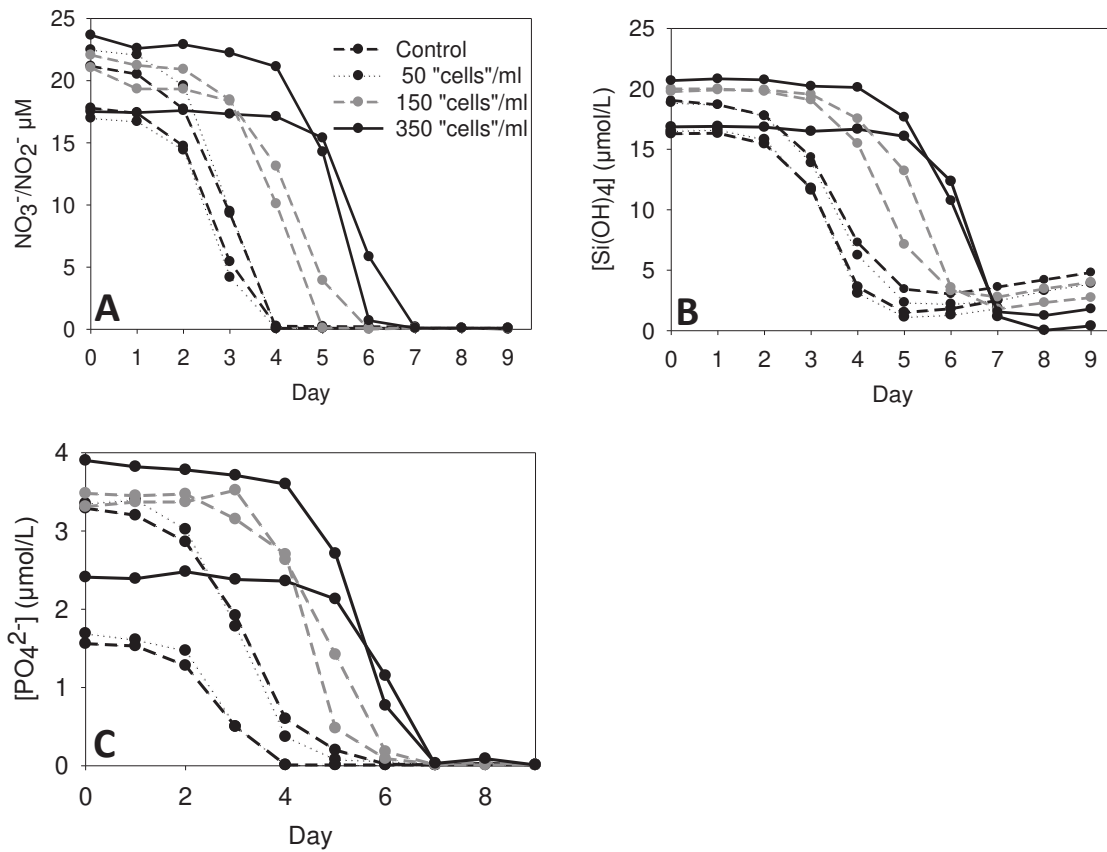 25
20
15
10
5
0
NO₃⁻/NO₂⁻ µM
Control
50 "cells"/ml
150 "cells"/ml
350 "cells"/ml
A
0 1 2 3 4 5 6 7 8 9
Day
25
20
15
10
5
0
[Si(OH)₄] (µmol/L)
B
0 1 2 3 4 5 6 7 8 9
Day
4
3
2
1
0
[PO4²⁻] (µmol/L)
C
0 2 4 6 8
Day